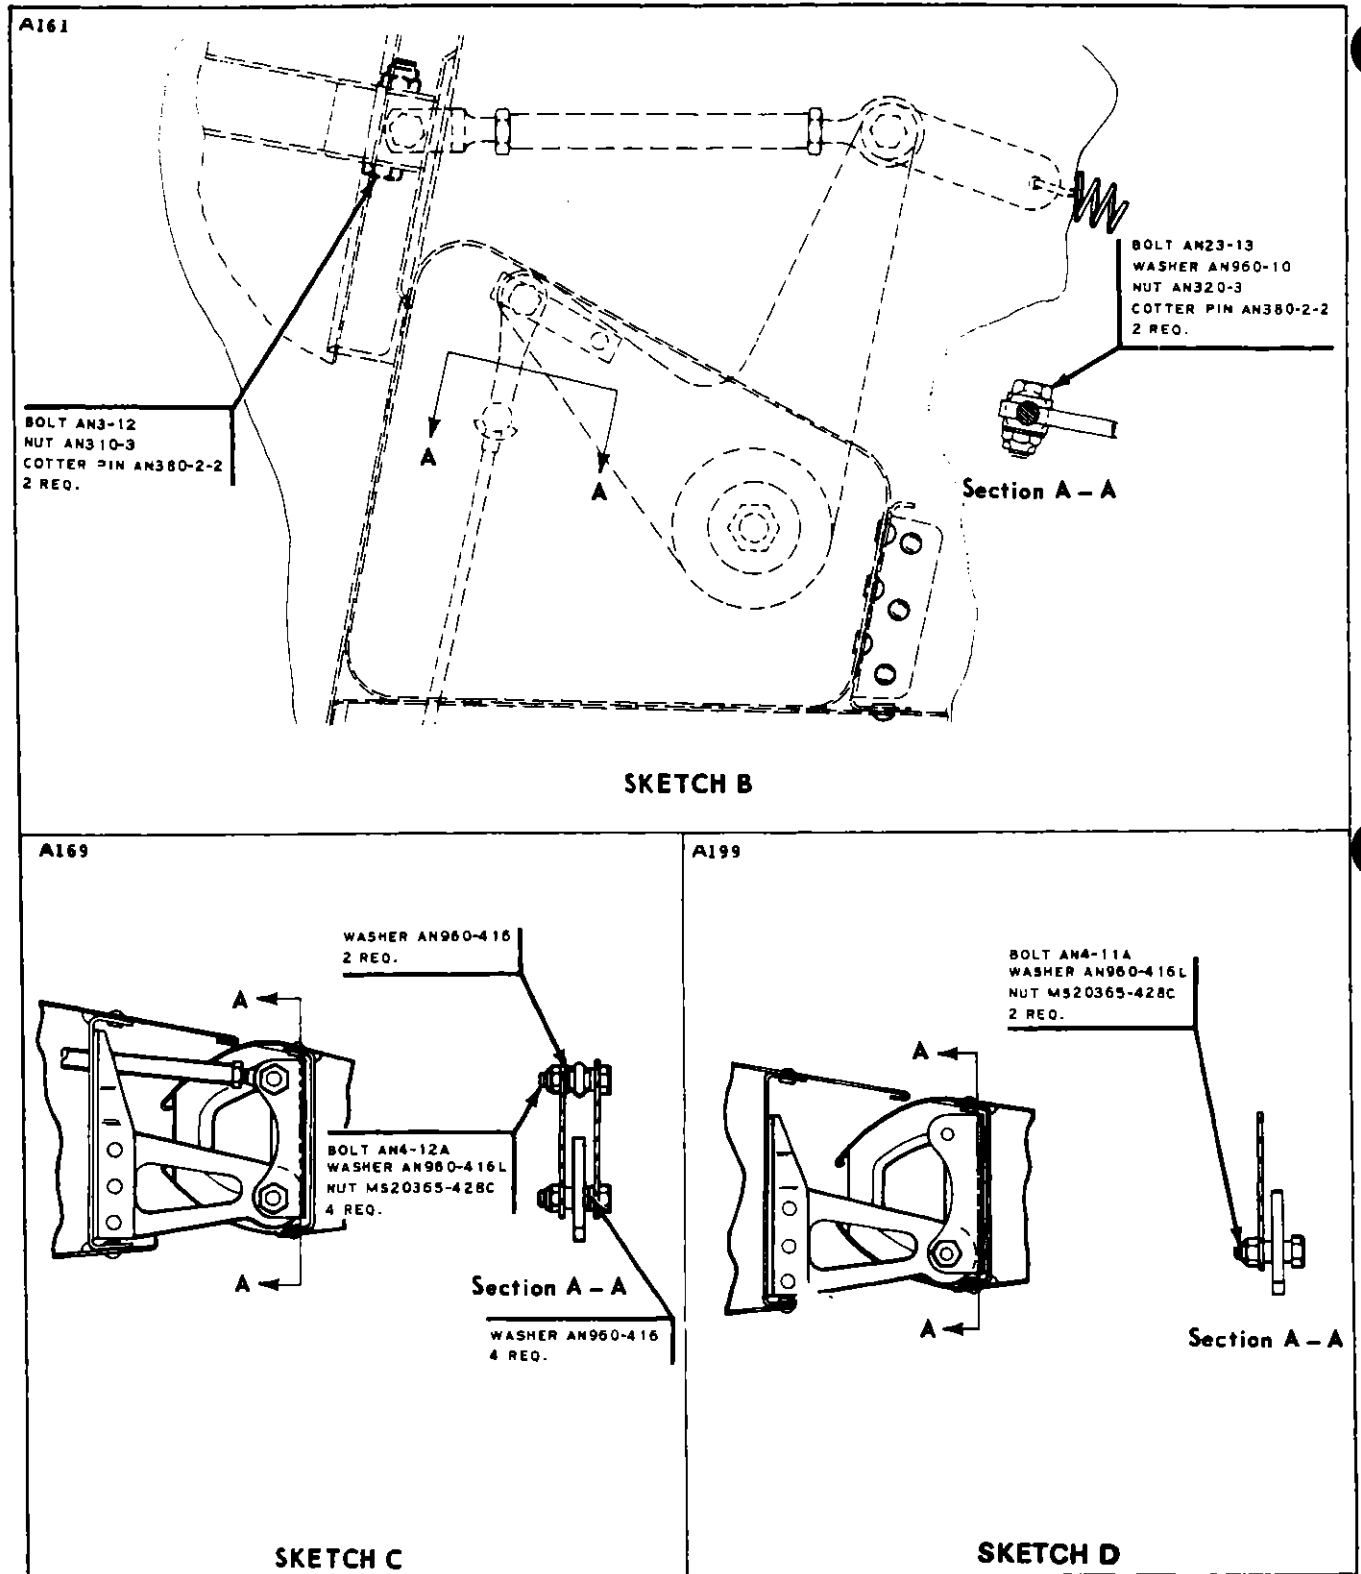 A161
BOLT AN23-13
WASHER AN960-10
NUT AN320-3
COTTER PIN AN380-2-2
2 REQ.
BOLT AN3-12
NUT AN310-3
COTTER PIN AN380-2-2
2 REQ.
A
A
Section A – A
SKETCH B
A169
WASHER AN960-416
2 REQ.
A
BOLT AN4-12A
WASHER AN960-416L
NUT MS20365-428C
4 REQ.
A
Section A – A
WASHER AN960-416
4 REQ.
SKETCH C
A199
BOLT AN4-11A
WASHER AN960-416L
NUT MS20365-428C
2 REQ.
A
A
Section A – A
SKETCH D